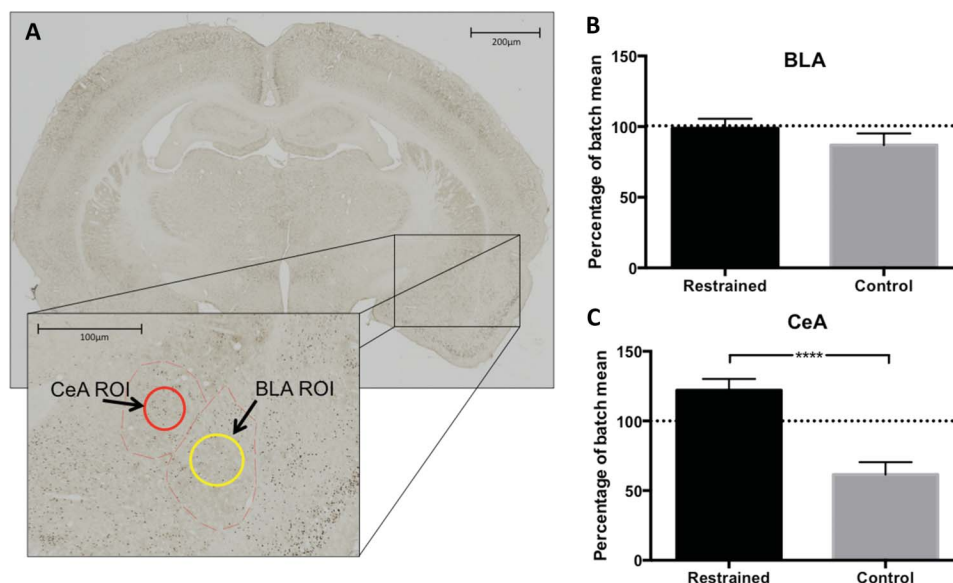 A
200µm
100µm
CeA ROI
BLA ROI
B
BLA
Percentage of batch mean
150
100
50
0
Restrained
Control
C
CeA
****
Percentage of batch mean
150
100
50
0
Restrained
Control